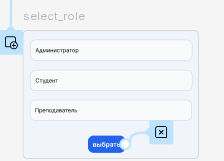 select_role
Администратор
Студент
Преподаватель
выбрать